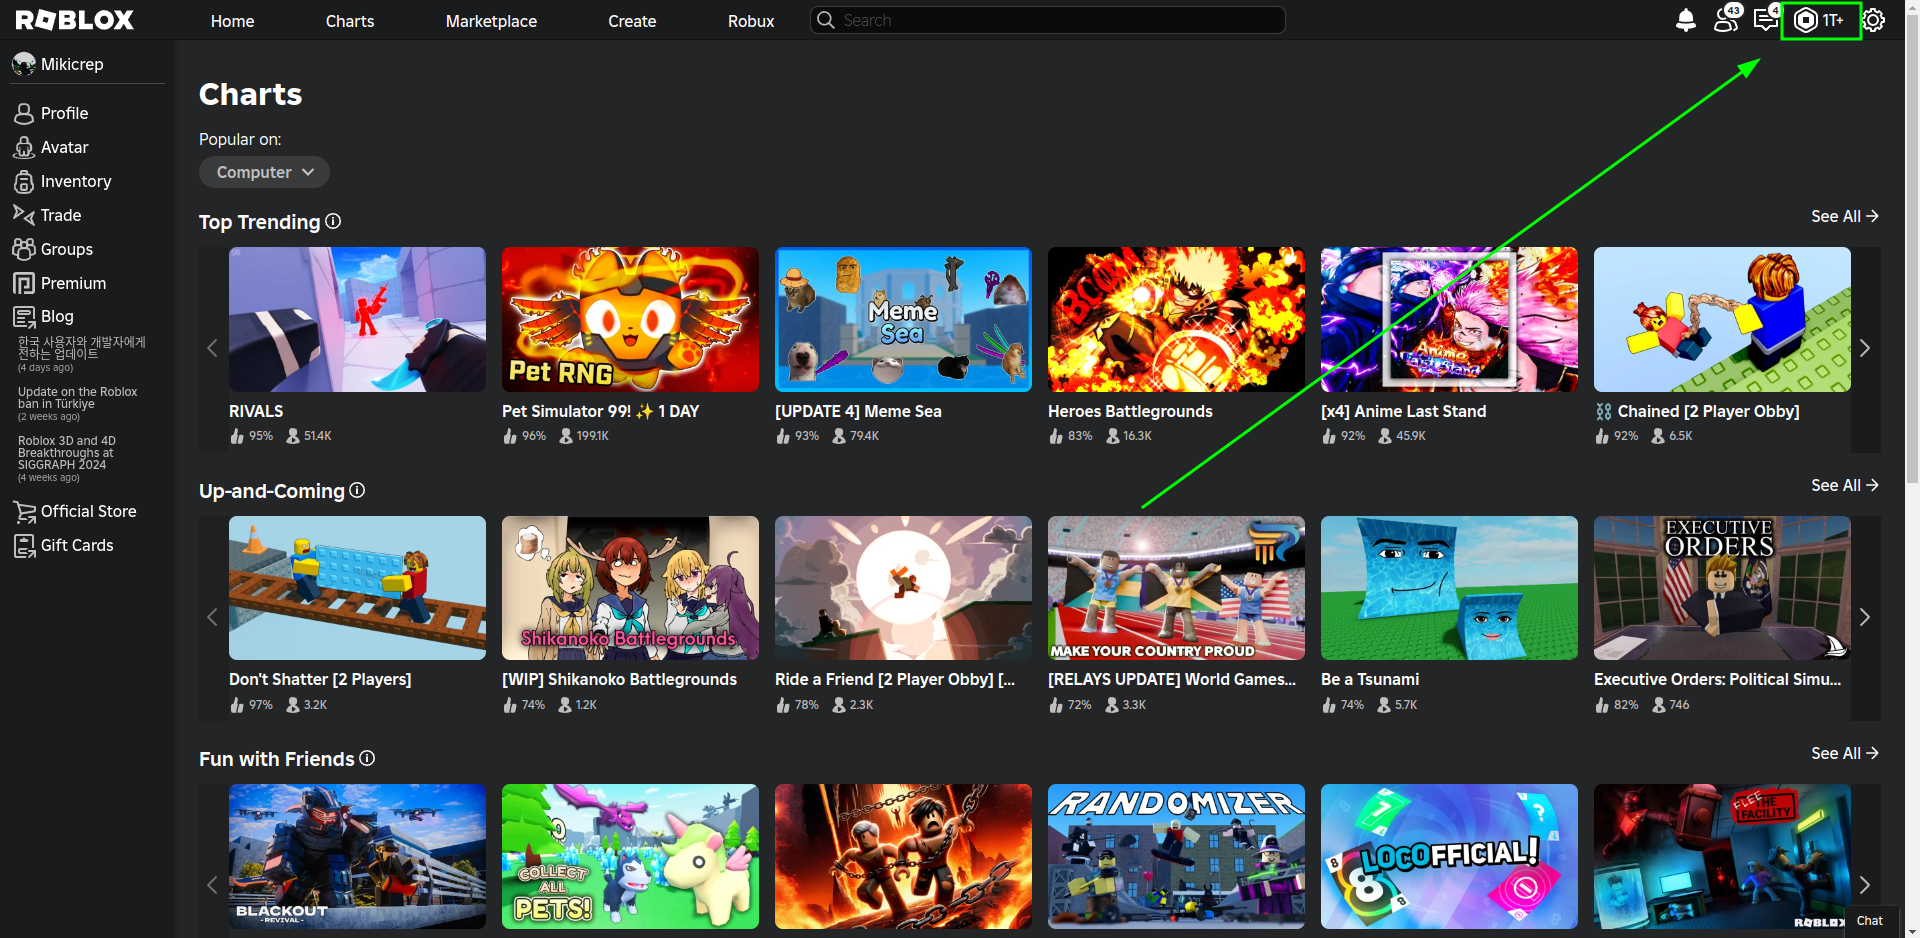 ROBLOX
Home
Charts
Marketplace
Create
Robux
Search
43
4
1T+
Mikicrep
Profile
Avatar
Inventory
Trade
Groups
Premium
Blog
한국 사용자와 개발자에게
전하는 업데이트
(4 days ago)
Update on the Roblox
ban in Türkiye
(2 weeks ago)
Roblox 3D and 4D
Breakthroughs at
SIGGRAPH 2024
(4 weeks ago)
Official Store
Gift Cards
Charts
Popular on:
Computer
Top Trending
See All
Pet RNG
Meme
Sea
BOOM
Anime
Last Stand
RIVALS
95% 51.4K
Pet Simulator 99! ✨ 1 DAY
96% 199.1K
[UPDATE 4] Meme Sea
93% 79.4K
Heroes Battlegrounds
83% 16.3K
[x4] Anime Last Stand
92% 45.9K
⛓️ Chained [2 Player Obby]
92% 6.5K
Up-and-Coming
See All
Shikanoko Battlegrounds
MAKE YOUR COUNTRY PROUD
EXECUTIVE
ORDERS
Don't Shatter [2 Players]
97% 3.2K
[WIP] Shikanoko Battlegrounds
74% 1.2K
Ride a Friend [2 Player Obby] [...
78% 2.3K
[RELAYS UPDATE] World Games...
72% 3.3K
Be a Tsunami
74% 5.7K
Executive Orders: Political Simu...
82% 746
Fun with Friends
See All
BLACKOUT
- REVIVAL -
COLLECT
ALL
PETS!
RANDOMIZER
7
?
8
8
LOCOFFICIAL!
FLEE THE
FACILITY
ROBLOX
Chat